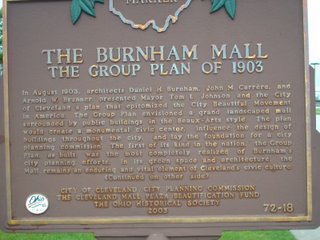 MARKER
THE BURNHAM MALL
THE GROUP PLAN OF 1903
In August 1903, architects Daniel H. Burnham, John M. Carrere, and
Arnold W. Brunner presented Mayor Tom L. Johnson and the City
of Cleveland a plan that epitomized the City Beautiful Movement
in America. The Group Plan envisioned a grand landscaped mall
surrounded by public buildings in the Beaux Arts style. The plan
would create a monumental civic center, influence the design of
buildings throughout the city, and lay the foundation for a city
planning commission. The first of its kind in the nation, the Group
Plan, as built, was the most completely realized of Burnham's
city planning efforts. In its green space and architecture, the
Mall remains an enduring and vital element of Cleveland's civic culture.
(Continued on other side)
CITY OF CLEVELAND CITY PLANNING COMMISSION
THE CLEVELAND MALL PLAZA BEAUTIFICATION FUND
THE OHIO HISTORICAL SOCIETY
2003
72-18
Ohio